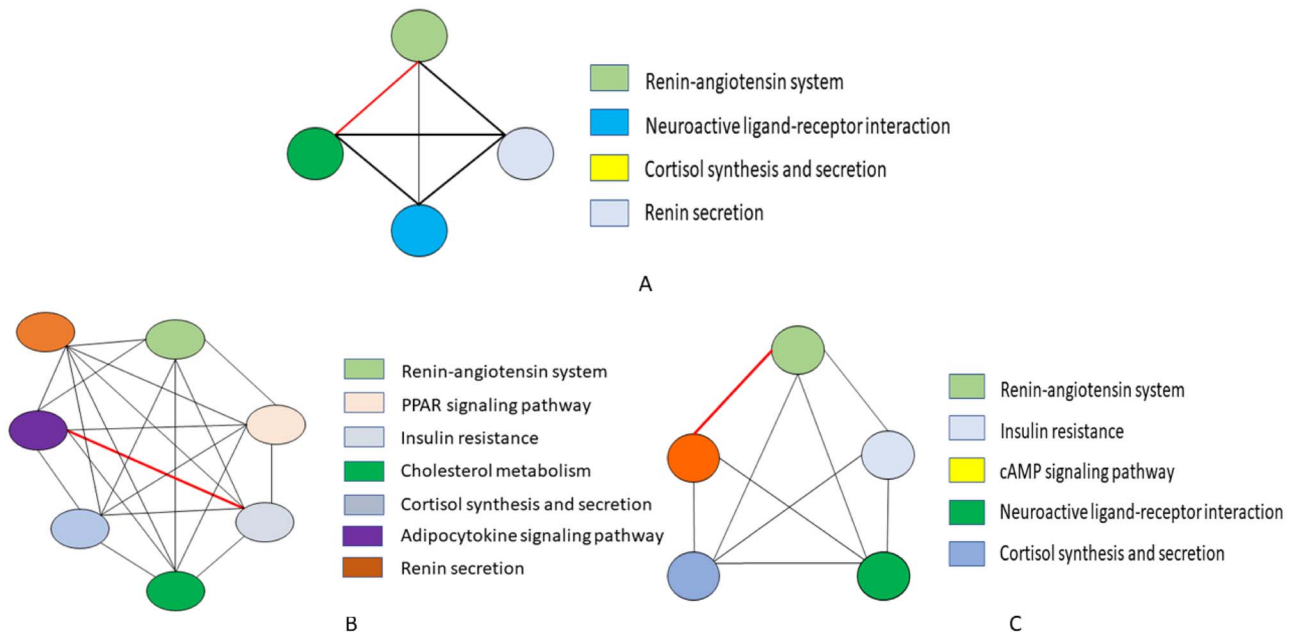 Renin-angiotensin system
Neuroactive ligand-receptor interaction
Cortisol synthesis and secretion
Renin secretion
A
Renin-angiotensin system
PPAR signaling pathway
Insulin resistance
Cholesterol metabolism
Cortisol synthesis and secretion
Adipocytokine signaling pathway
Renin secretion
B
Renin-angiotensin system
Insulin resistance
cAMP signaling pathway
Neuroactive ligand-receptor interaction
Cortisol synthesis and secretion
C